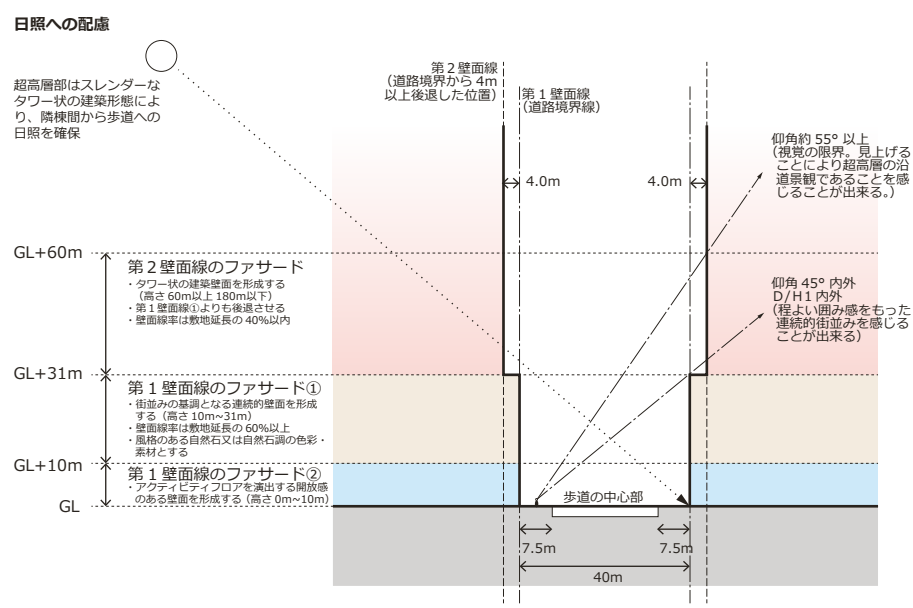 日照への配慮
超高層部はスレンダーな
タワー状の建築形態によ
り、隣棟間から歩道への
日照を確保
第2壁面線
(道路境界から 4m
以上後退した位置)
第1壁面線
(道路境界線)
仰角約 55° 以上
(視覚の限界。見上げる
ことにより超高層の沿
道景観であることを感
じることが出来る。)
4.0m
4.0m
GL+60m
第2壁面線のファサード
・タワー状の建築壁面を形成する
(高さ 60m以上 180m以下)
・第1壁面線①よりも後退させる
・壁面線率は敷地延長の 40%以内
仰角 45° 内外
D/H1 内外
(程よい囲み感をもった
連続的街並みを感じる
ことが出来る)
GL+31m
第1壁面線のファサード①
・街並みの基調となる連続的壁面を形成
する(高さ 10m~31m)
・壁面線率は敷地延長の 60%以上
・風格のある自然石又は自然石調の色彩・
素材とする
GL+10m
第1壁面線のファサード②
・アクティビティフロアを演出する開放感
のある壁面を形成する(高さ 0m~10m)
GL
歩道の中心部
7.5m
7.5m
40m